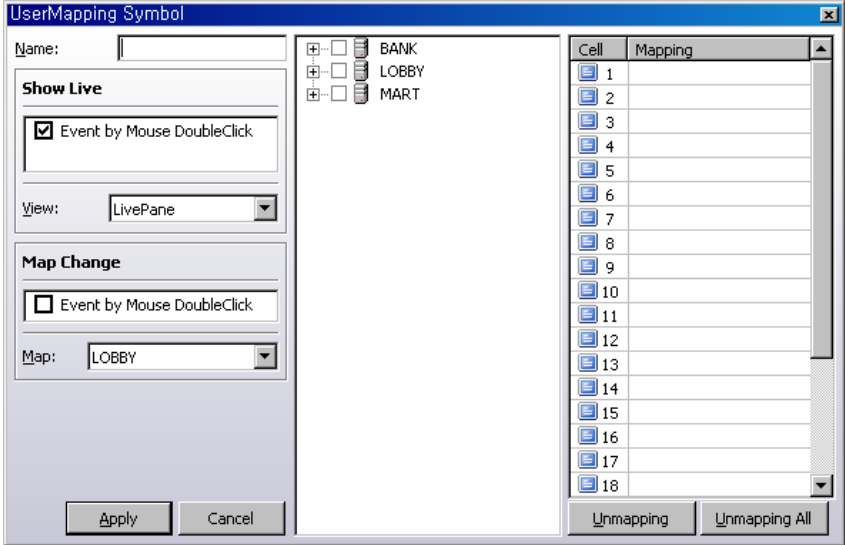 UserMapping Symbol
Name:
Show Live
Event by Mouse DoubleClick
View: LivePane
Map Change
Event by Mouse DoubleClick
Map: LOBBY
Apply Cancel
BANK
LOBBY
MART
Cell Mapping
1
2
3
4
5
6
7
8
9
10
11
12
13
14
15
16
17
18
Unmapping Unmapping All